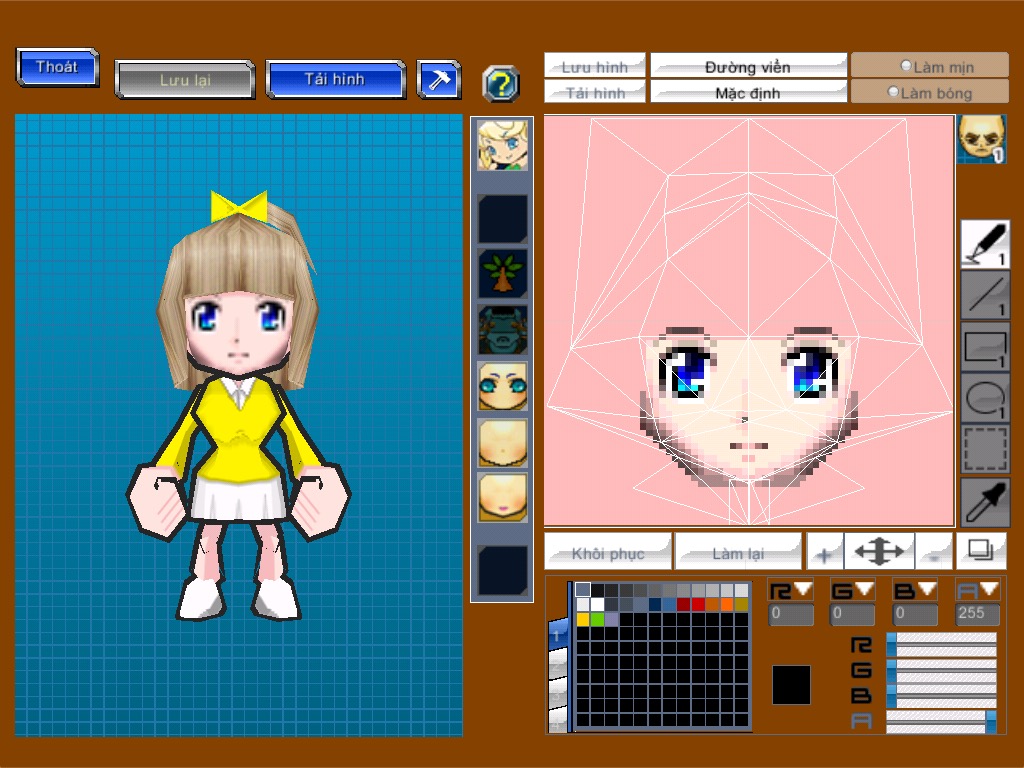 Thoát
Lưu lại
Tải hình
?
Lưu hình
Đường viền
Làm mịn
Tải hình
Mặc định
Làm bóng
1
1
1
1
1
Khôi phục
Làm lại
+
-
R
G
B
A
0
0
0
255
1
R
G
B
A